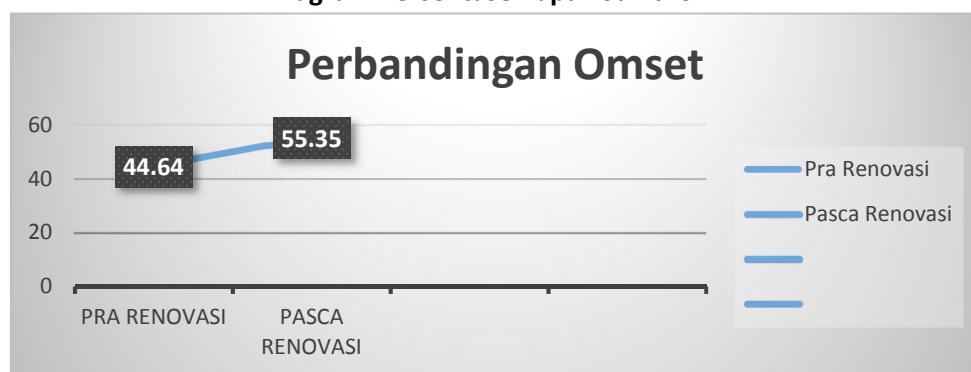 Perbandingan Omset
60
40
20
0
44.64
55.35
PRA RENOVASI
PASCA
RENOVASI
Pra Renovasi
Pasca Renovasi